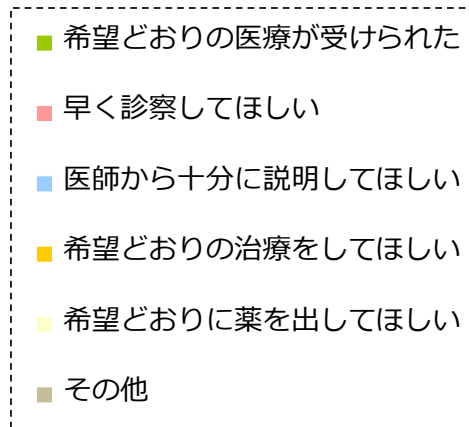 希望どおりの医療が受けられた
早く診察してほしい
医師から十分に説明してほしい
希望どおりの治療をしてほしい
希望どおりに薬を出してほしい
その他